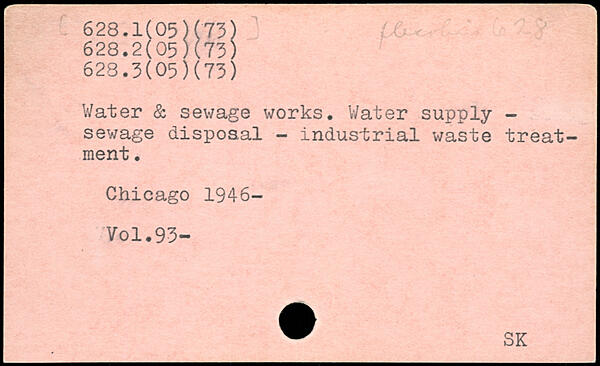 [ 628.1(05)(73) ]
628.2(05)(73)
628.3(05)(73)
628
Water & sewage works. Water supply -
sewage disposal - industrial waste treat-
ment.
Chicago 1946-
Vol.93-
SK